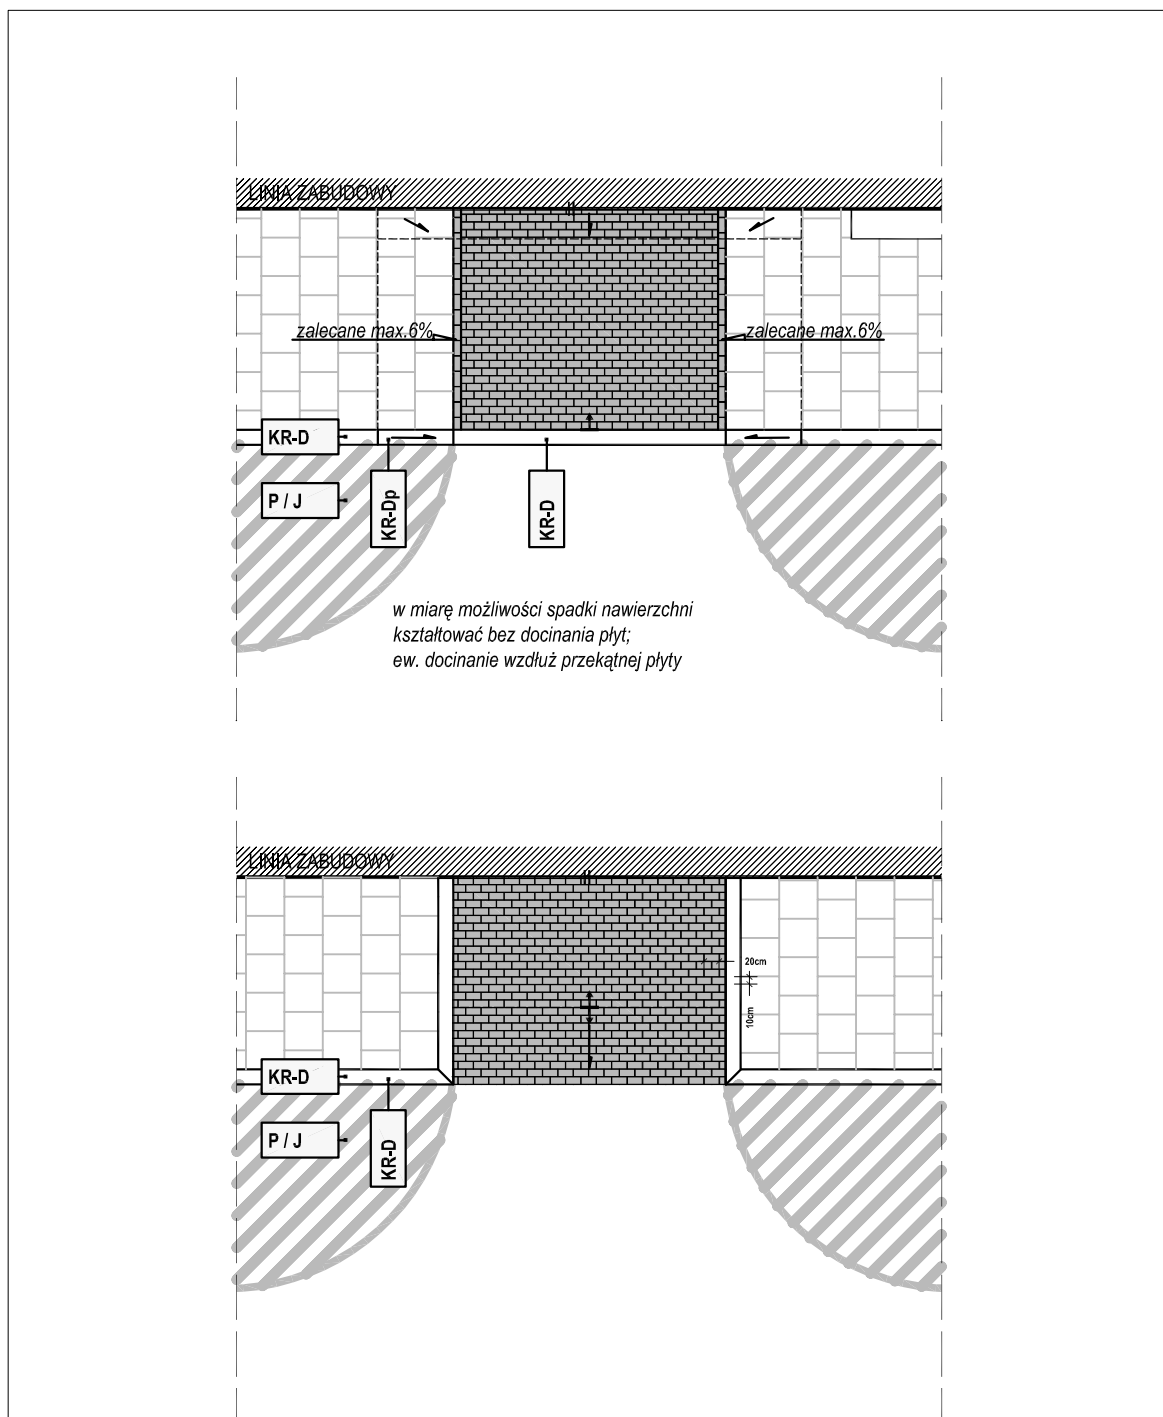 LINIA ZABUDOWY
zalecane max.6%
zalecane max.6%
KR-D
P / J
KR-Dp
KR-D
w miarę możliwości spadki nawierzchni
kształtować bez docinania płyt;
ew. docinanie wzdłuż przekątnej płyty
LINIA ZABUDOWY
20cm
10cm
KR-D
P / J
KR-D